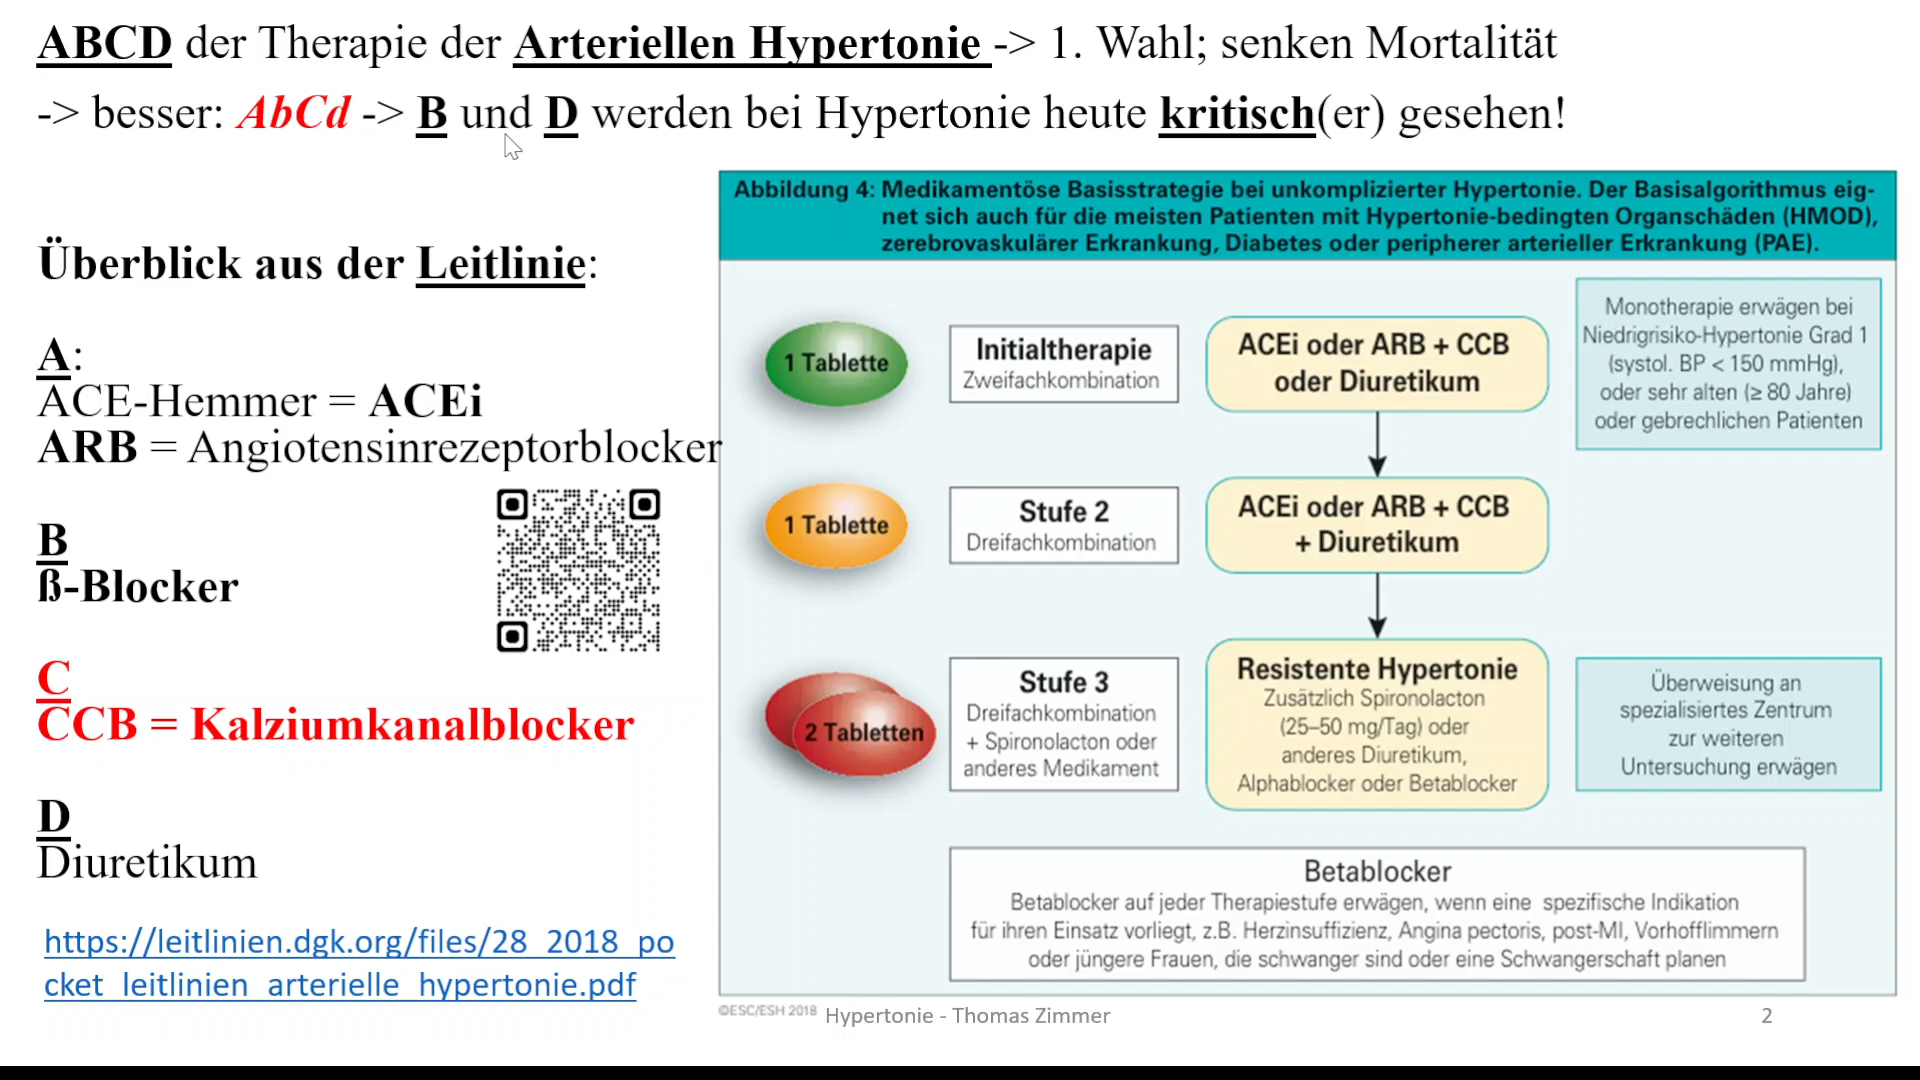 ABCD der Therapie der Arteriellen Hypertonie -> 1. Wahl; senken Mortalität
-> besser: AbCd -> B und D werden bei Hypertonie heute kritisch(er) gesehen!
Überblick aus der Leitlinie:
A:
ACE-Hemmer = ACEi
ARB = Angiotensinrezeptorblocker
B
ß-Blocker
C
CCB = Kalziumkanalblocker
D
Diuretikum
https://leitlinien.dgk.org/files/28_2018_po
cket_leitlinien_arterielle_hypertonie.pdf
Abbildung 4: Medikamentöse Basisstrategie bei unkomplizierter Hypertonie. Der Basisalgorithmus eig-
net sich auch für die meisten Patienten mit Hypertonie-bedingten Organschäden (HMOD),
zerebrovaskulärer Erkrankung, Diabetes oder peripherer arterieller Erkrankung (PAE).
1 Tablette
Initialtherapie
Zweifachkombination
ACEi oder ARB + CCB
oder Diuretikum
Monotherapie erwägen bei
Niedrigrisiko-Hypertonie Grad 1
(systol. BP < 150 mmHg),
oder sehr alten (≥ 80 Jahre)
oder gebrechlichen Patienten
1 Tablette
Stufe 2
Dreifachkombination
ACEi oder ARB + CCB
+ Diuretikum
2 Tabletten
Stufe 3
Dreifachkombination
+ Spironolacton oder
anderes Medikament
Resistente Hypertonie
Zusätzlich Spironolacton
(25–50 mg/Tag) oder
anderes Diuretikum,
Alphablocker oder Betablocker
Überweisung an
spezialisiertes Zentrum
zur weiteren
Untersuchung erwägen
Betablocker
Betablocker auf jeder Therapiestufe erwägen, wenn eine spezifische Indikation
für ihren Einsatz vorliegt, z.B. Herzinsuffizienz, Angina pectoris, post-MI, Vorhofflimmern
oder jüngere Frauen, die schwanger sind oder eine Schwangerschaft planen
©ESC/ESH 2018
Hypertonie - Thomas Zimmer
2